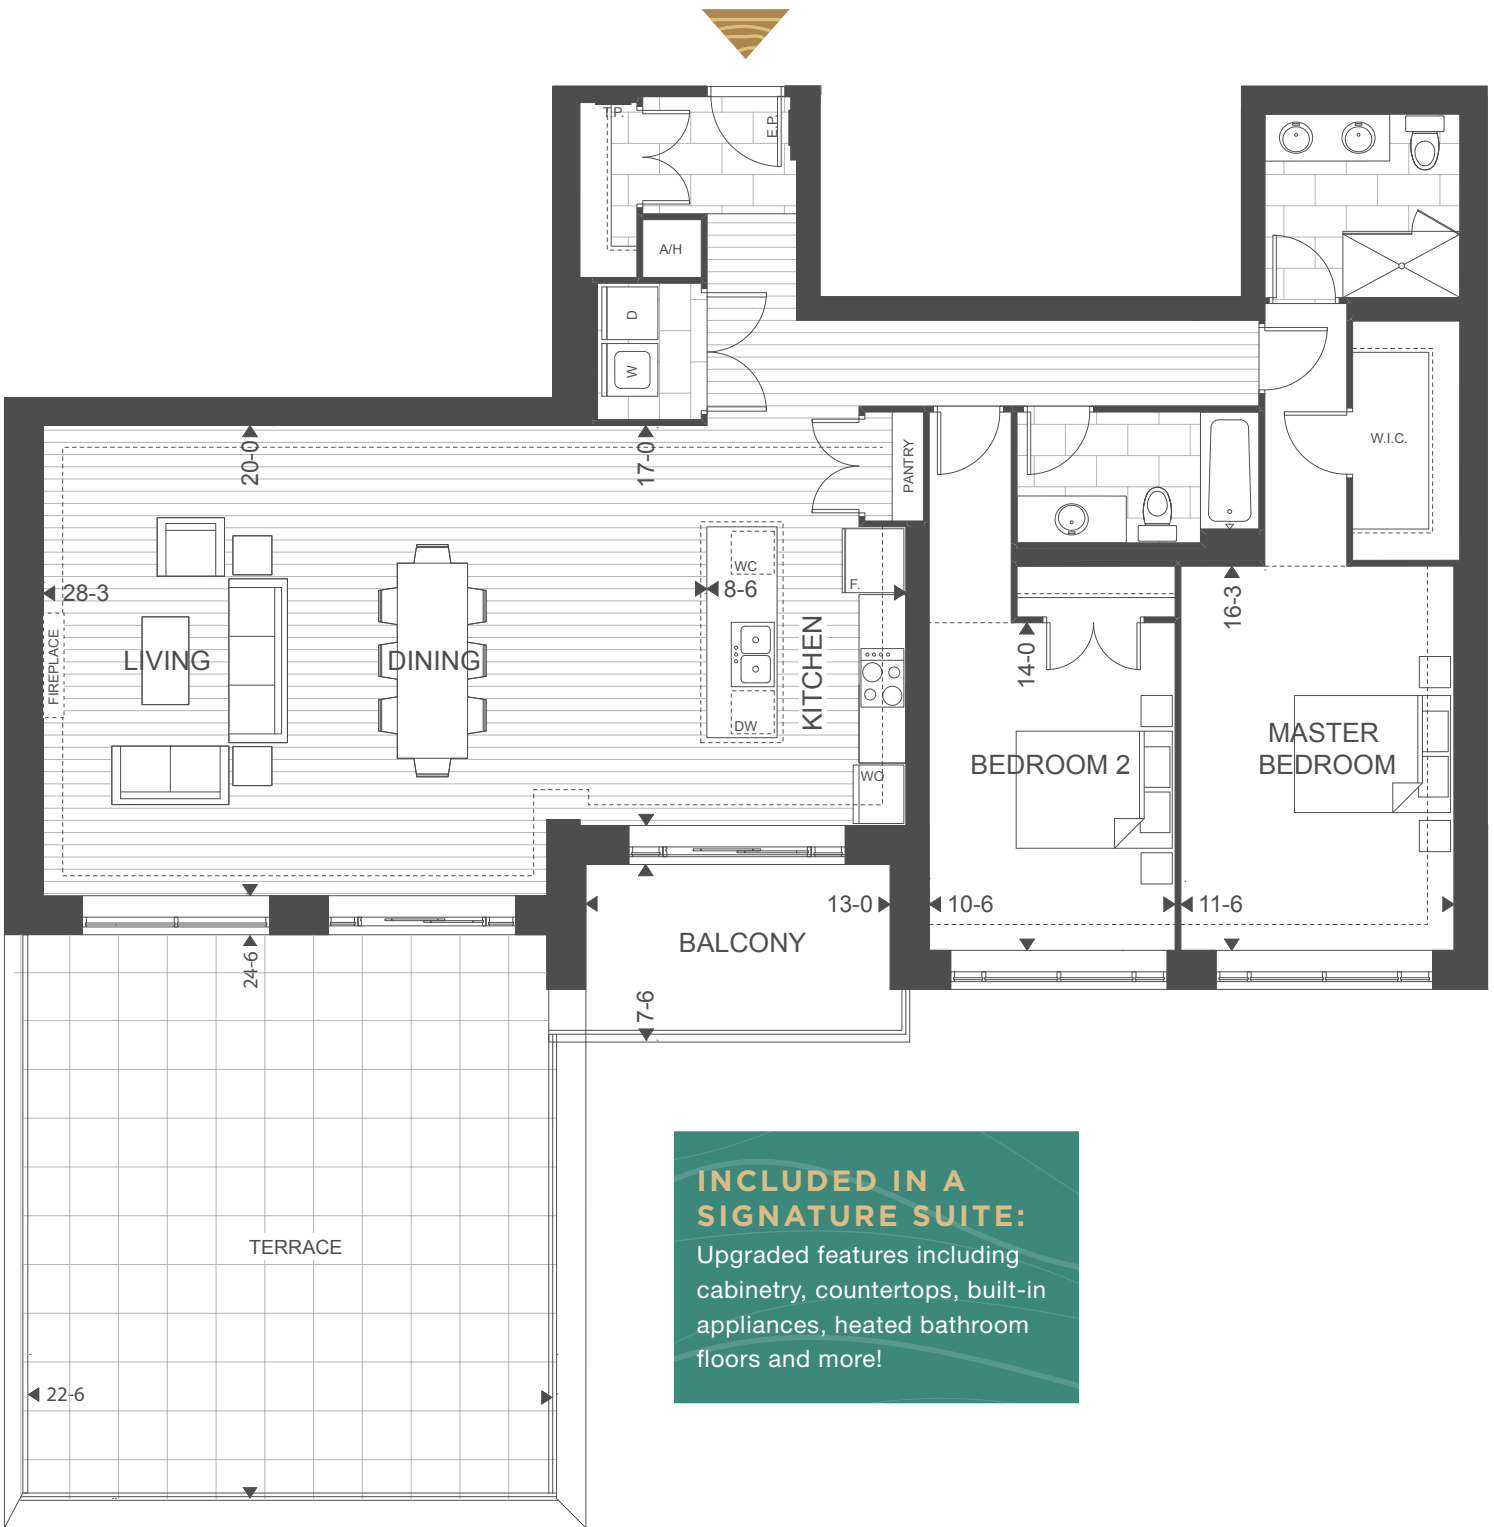 T.P.
E.P.
A/H
D
W
20-0
17-0
PANTRY
W.I.C.
28-3
WC
8-6
F.
16-3
FIREPLACE
LIVING
DINING
KITCHEN
14-0
DW
WO
BEDROOM 2
MASTER
BEDROOM
13-0
10-6
11-6
BALCONY
24-6
7-6
TERRACE
22-6
INCLUDED IN A
SIGNATURE SUITE:
Upgraded features including
cabinetry, countertops, built-in
appliances, heated bathroom
floors and more!